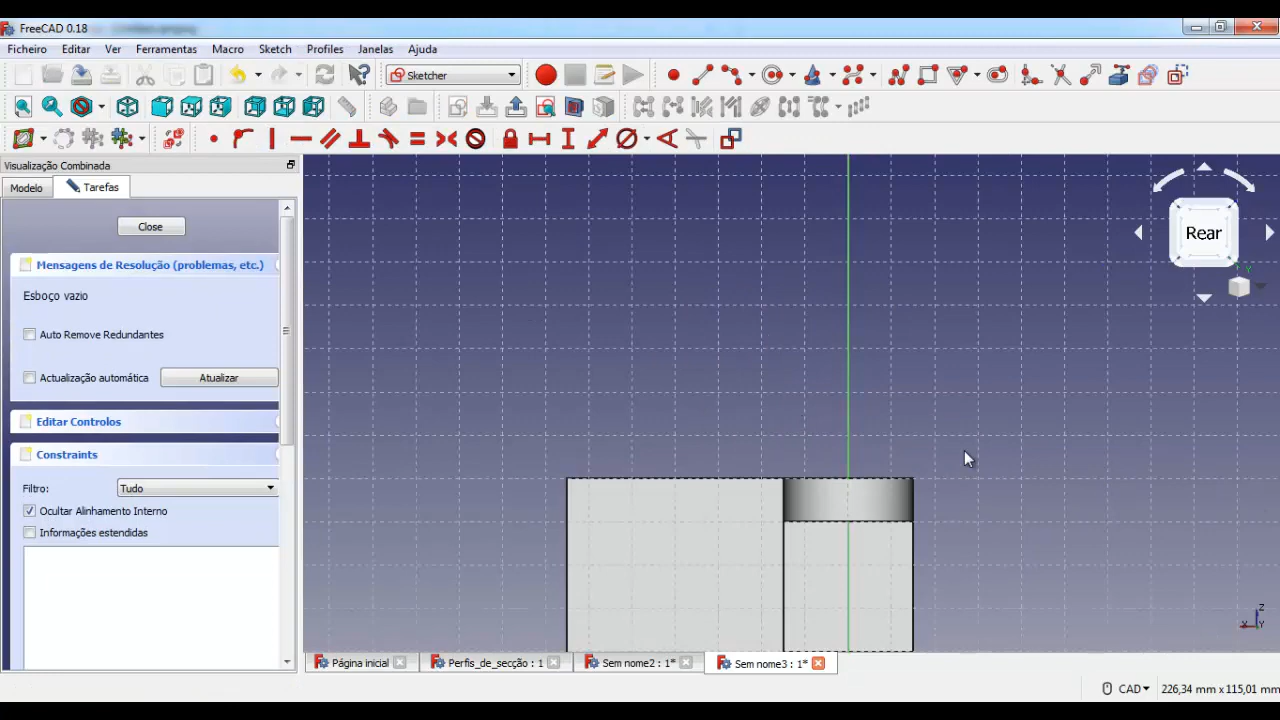 FreeCAD 0.18
Ficheiro Editar Ver Ferramentas Macro Sketch Profiles Janelas Ajuda
Sketcher
Visualização Combinada
Modelo Tarefas
Close
Mensagens de Resolução (problemas, etc.)
Esboço vazio
Auto Remove Redundantes
Actualização automática Atualizar
Editar Controlos
Constraints
Filtro: Tudo
Ocultar Alinhamento Interno
Informações estendidas
Rear
Y
Z
X Y
Página inicial Perfis_de_secção : 1 Sem nome2 : 1* Sem nome3 : 1*
CAD 226,34 mm x 115,01 mm